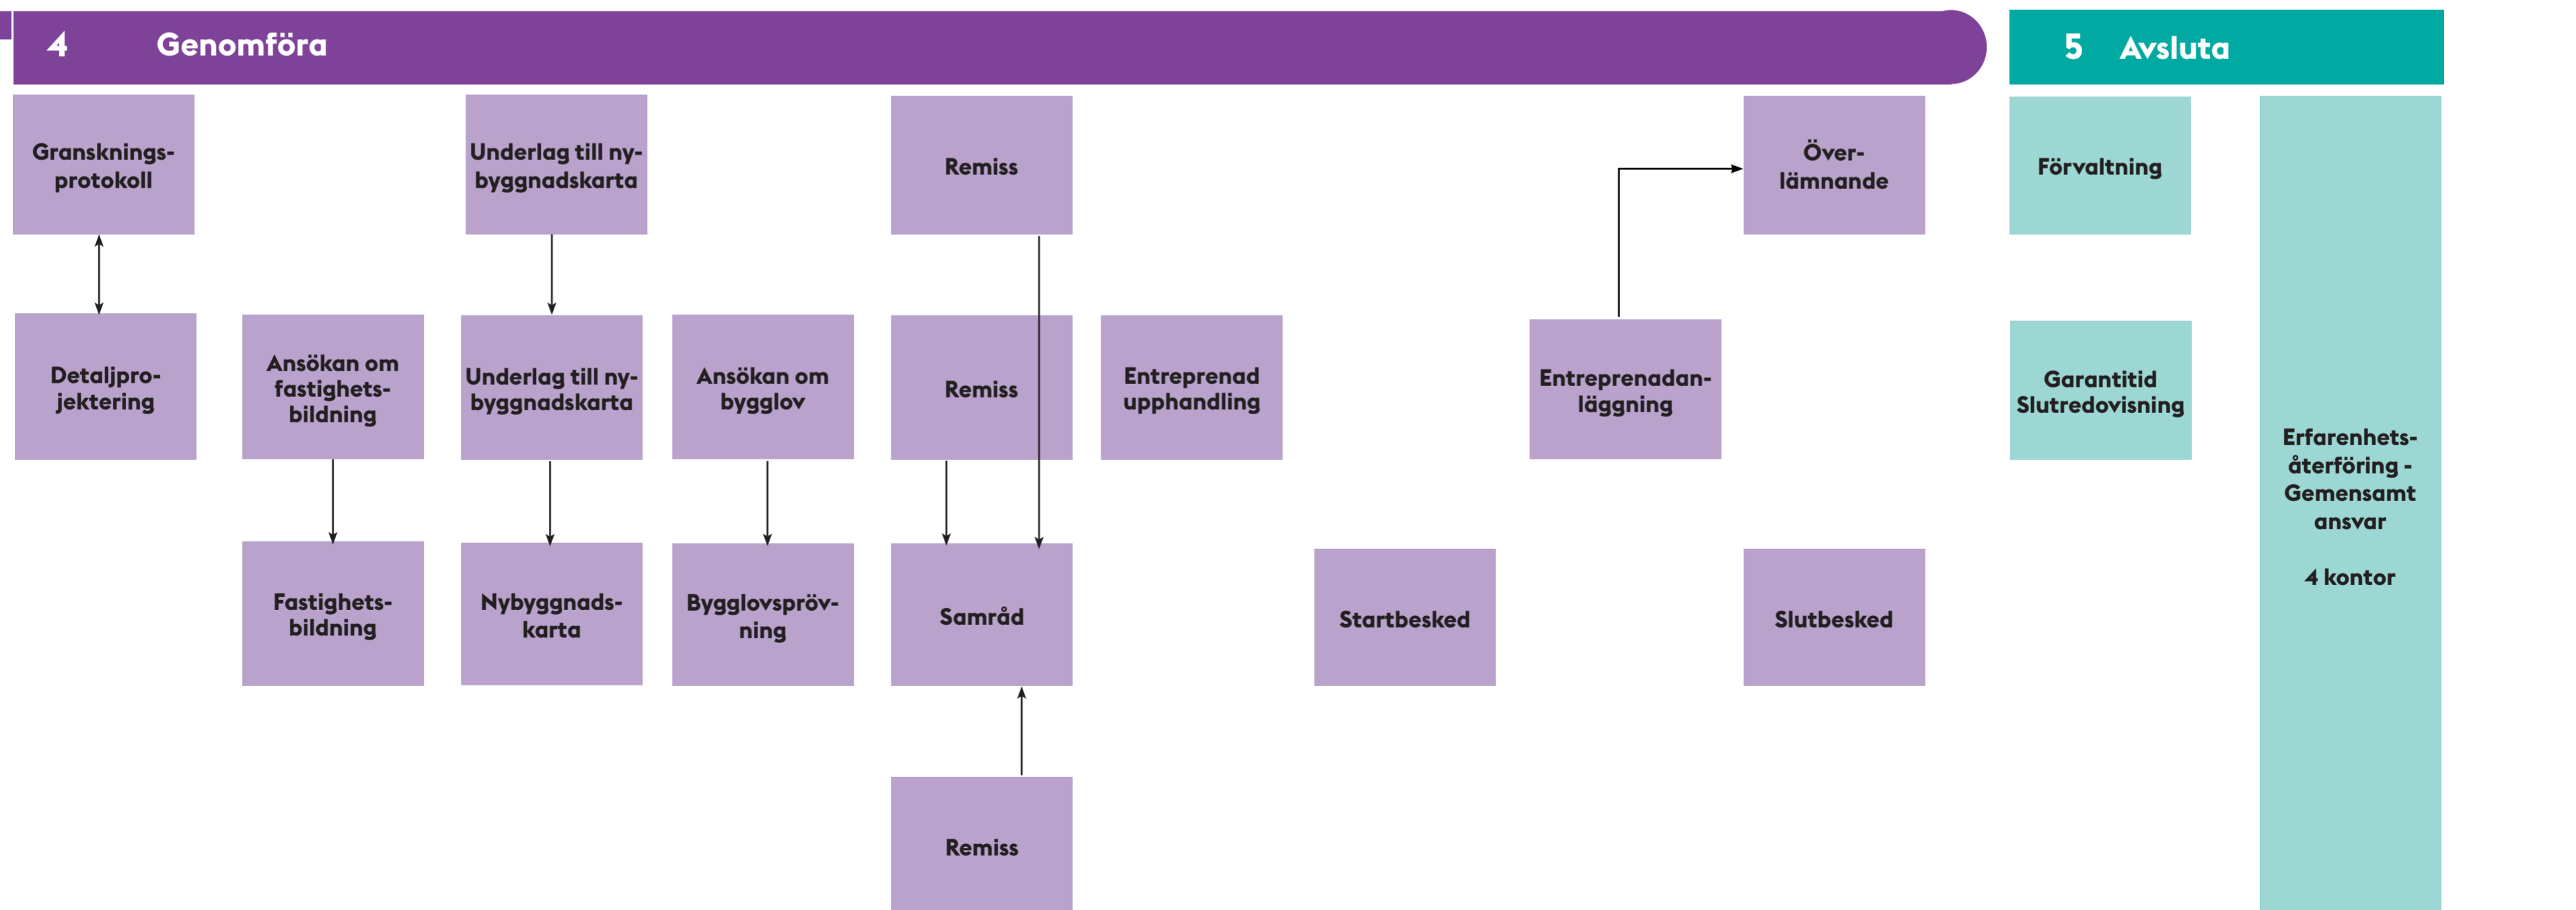 4 Genomföra
5 Avsluta
Gransknings-
protokoll
Underlag till ny-
byggnadskarta
Remiss
Över-
lämnande
Förvaltning
Detaljpro-
jektering
Ansökan om
fastighets-
bildning
Underlag till ny-
byggnadskarta
Ansökan om
bygglov
Remiss
Entreprenad
upphandling
Entreprenadan-
läggning
Garantitid
Slutredovisning
Erfarenhets-
återföring -
Gemensamt
ansvar
4 kontor
Fastighets-
bildning
Nybyggnads-
karta
Bygglovspröv-
ning
Samråd
Startbesked
Slutbesked
Remiss